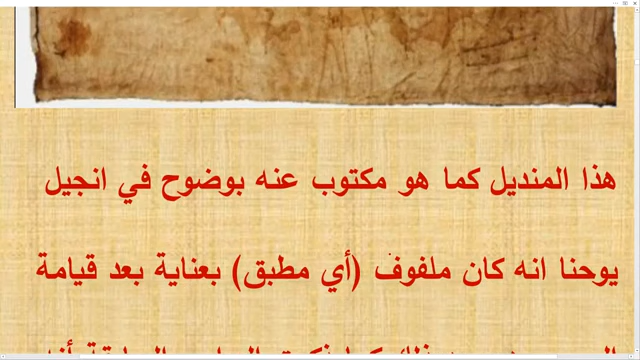 هذا المنديل كما هو مكتوب عنه بوضوح في انجيل
يوحنا انه كان ملفوف (أي مطبق) بعناية بعد قيامة